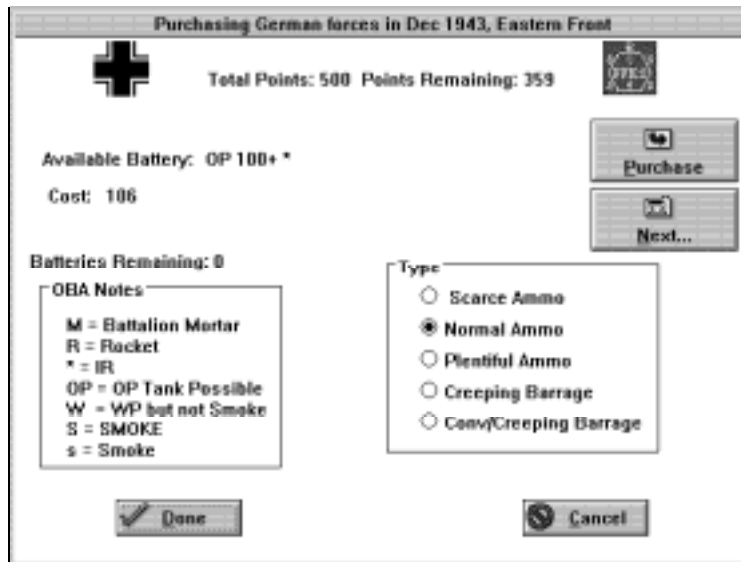 Purchasing German forces in Dec 1943, Eastern Front
Total Points: 500 Points Remaining: 359
Available Battery: OP 100+ *
Cost: 106
Purchase
Next...
Batteries Remaining: 0
OBA Notes
M = Battalion Mortar
R = Rocket
* = IR
OP = OP Tank Possible
W = WP but not Smoke
S = SMOKE
s = Smoke
Type
Scarce Ammo
Normal Ammo
Plentiful Ammo
Creeping Barrage
Conv/Creeping Barrage
Done
Cancel